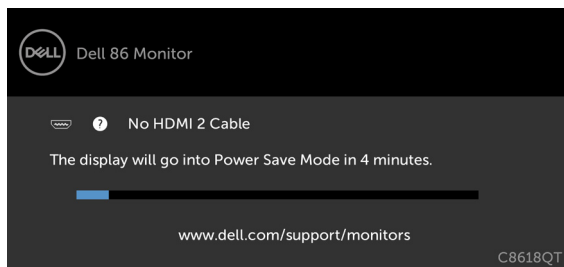 DELL
Dell 86 Monitor
? No HDMI 2 Cable
The display will go into Power Save Mode in 4 minutes.
www.dell.com/support/monitors
C8618QT